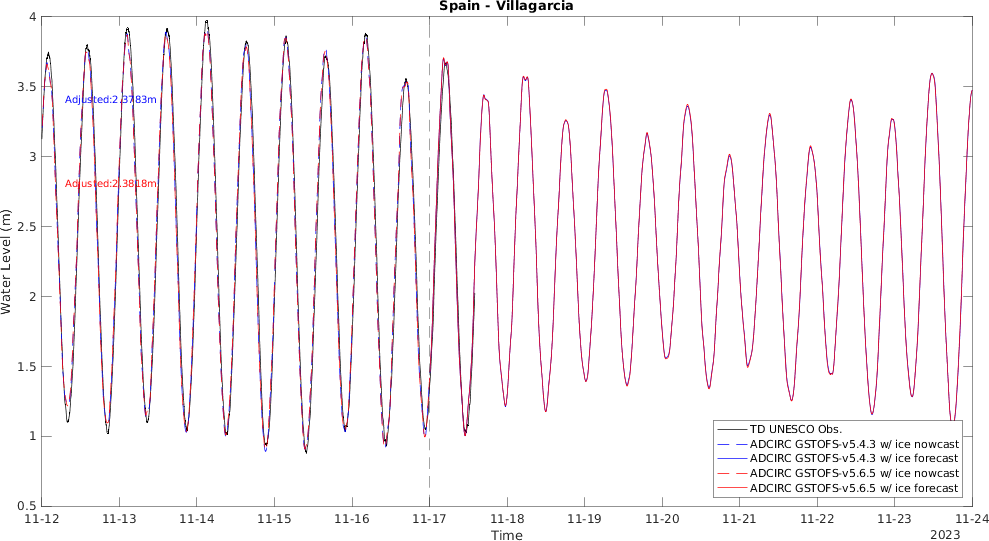 Spain - Villagarcia
4
3.5
3
2.5
2
1.5
1
0.5
Water Level (m)
Adjusted:2.3783m
Adjusted:2.3818m
TD UNESCO Obs.
ADCIRC GSTOFS-v5.4.3 w/ ice nowcast
ADCIRC GSTOFS-v5.4.3 w/ ice forecast
ADCIRC GSTOFS-v5.6.5 w/ ice nowcast
ADCIRC GSTOFS-v5.6.5 w/ ice forecast
11-12 11-13 11-14 11-15 11-16 11-17 11-18 11-19 11-20 11-21 11-22 11-23 11-24
Time
2023